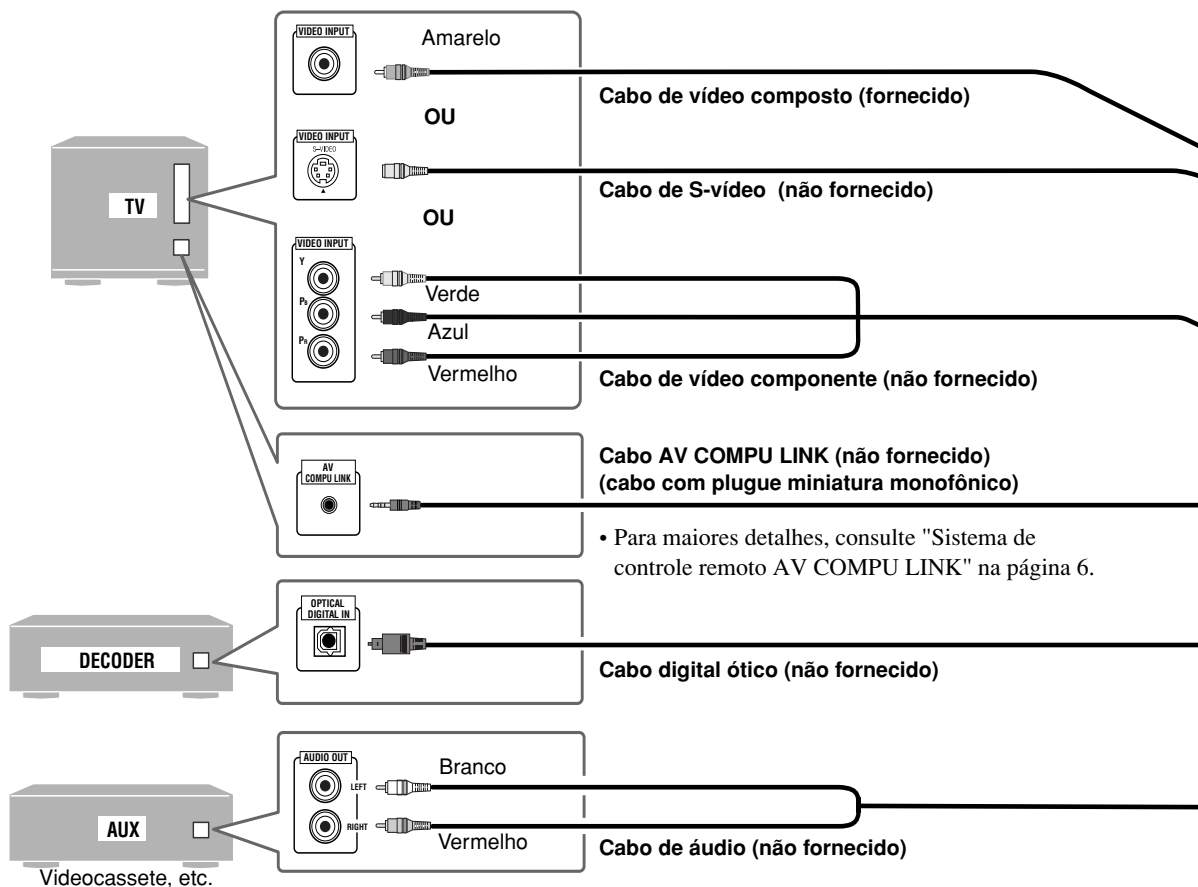 VIDEO INPUT
Amarelo
Cabo de vídeo composto (fornecido)
OU
VIDEO INPUT
S-VIDEO
Cabo de S-vídeo (não fornecido)
TV
OU
VIDEO INPUT
Y
Verde
PB
Azul
PR
Vermelho
Cabo de vídeo componente (não fornecido)
AV
COMPU LINK
Cabo AV COMPU LINK (não fornecido)
(cabo com plugue miniatura monofônico)
• Para maiores detalhes, consulte "Sistema de
controle remoto AV COMPU LINK" na página 6.
OPTICAL
DIGITAL IN
DECODER
Cabo digital ótico (não fornecido)
AUDIO OUT
Branco
LEFT
AUX
RIGHT
Vermelho
Cabo de áudio (não fornecido)
Videocassete, etc.